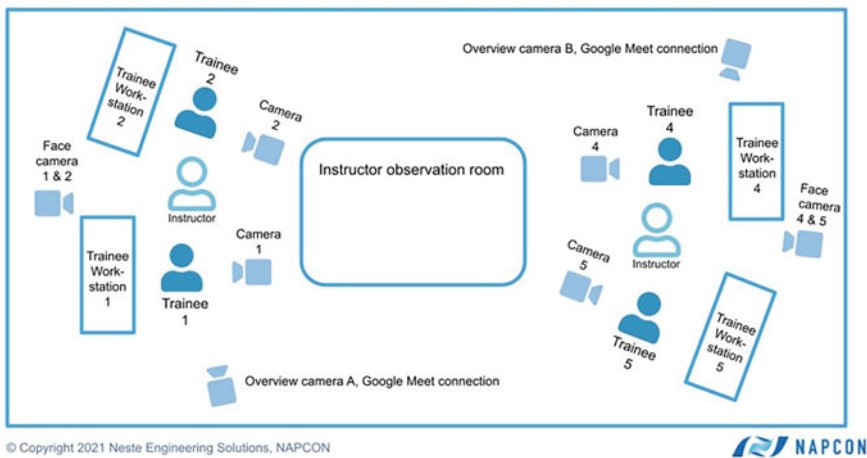 Overview camera B, Google Meet connection
Trainee
2
Trainee
Work-
station
2
Camera
2
Face
camera
1 & 2
Instructor
Trainee
Work-
station
1
Trainee
1
Camera
1
Instructor observation room
Overview camera A, Google Meet connection
Trainee
4
Camera
4
Trainee
Work-
station
4
Face
camera
4 & 5
Instructor
Camera
5
Trainee
5
Trainee
Work-
station
5
© Copyright 2021 Neste Engineering Solutions, NAPCON
NAPCON